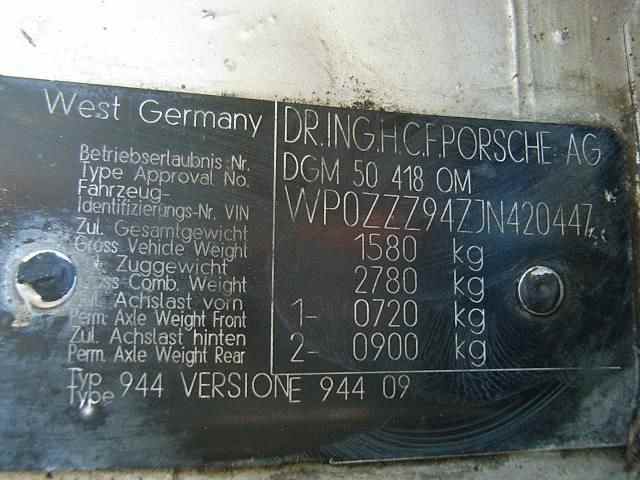 West Germany DR.ING.H.C.F.PORSCHE AG
Betriebserlaubnis-Nr.
Type Approval No. DGM 50 418 OM
Fahrzeug-
Identifizierungs-Nr. VIN WP0ZZZ94ZJN420447
Zul. Gesamtgewicht
Gross Vehicle Weight 1580 kg
Zuggewicht
Gross Comb. Weight 2780 kg
Zul. Achslast vorn
Perm. Axle Weight Front 1- 0720 kg
Zul. Achslast hinten
Perm. Axle Weight Rear 2- 0900 kg
Typ
Type 944 VERSIONE 944 09